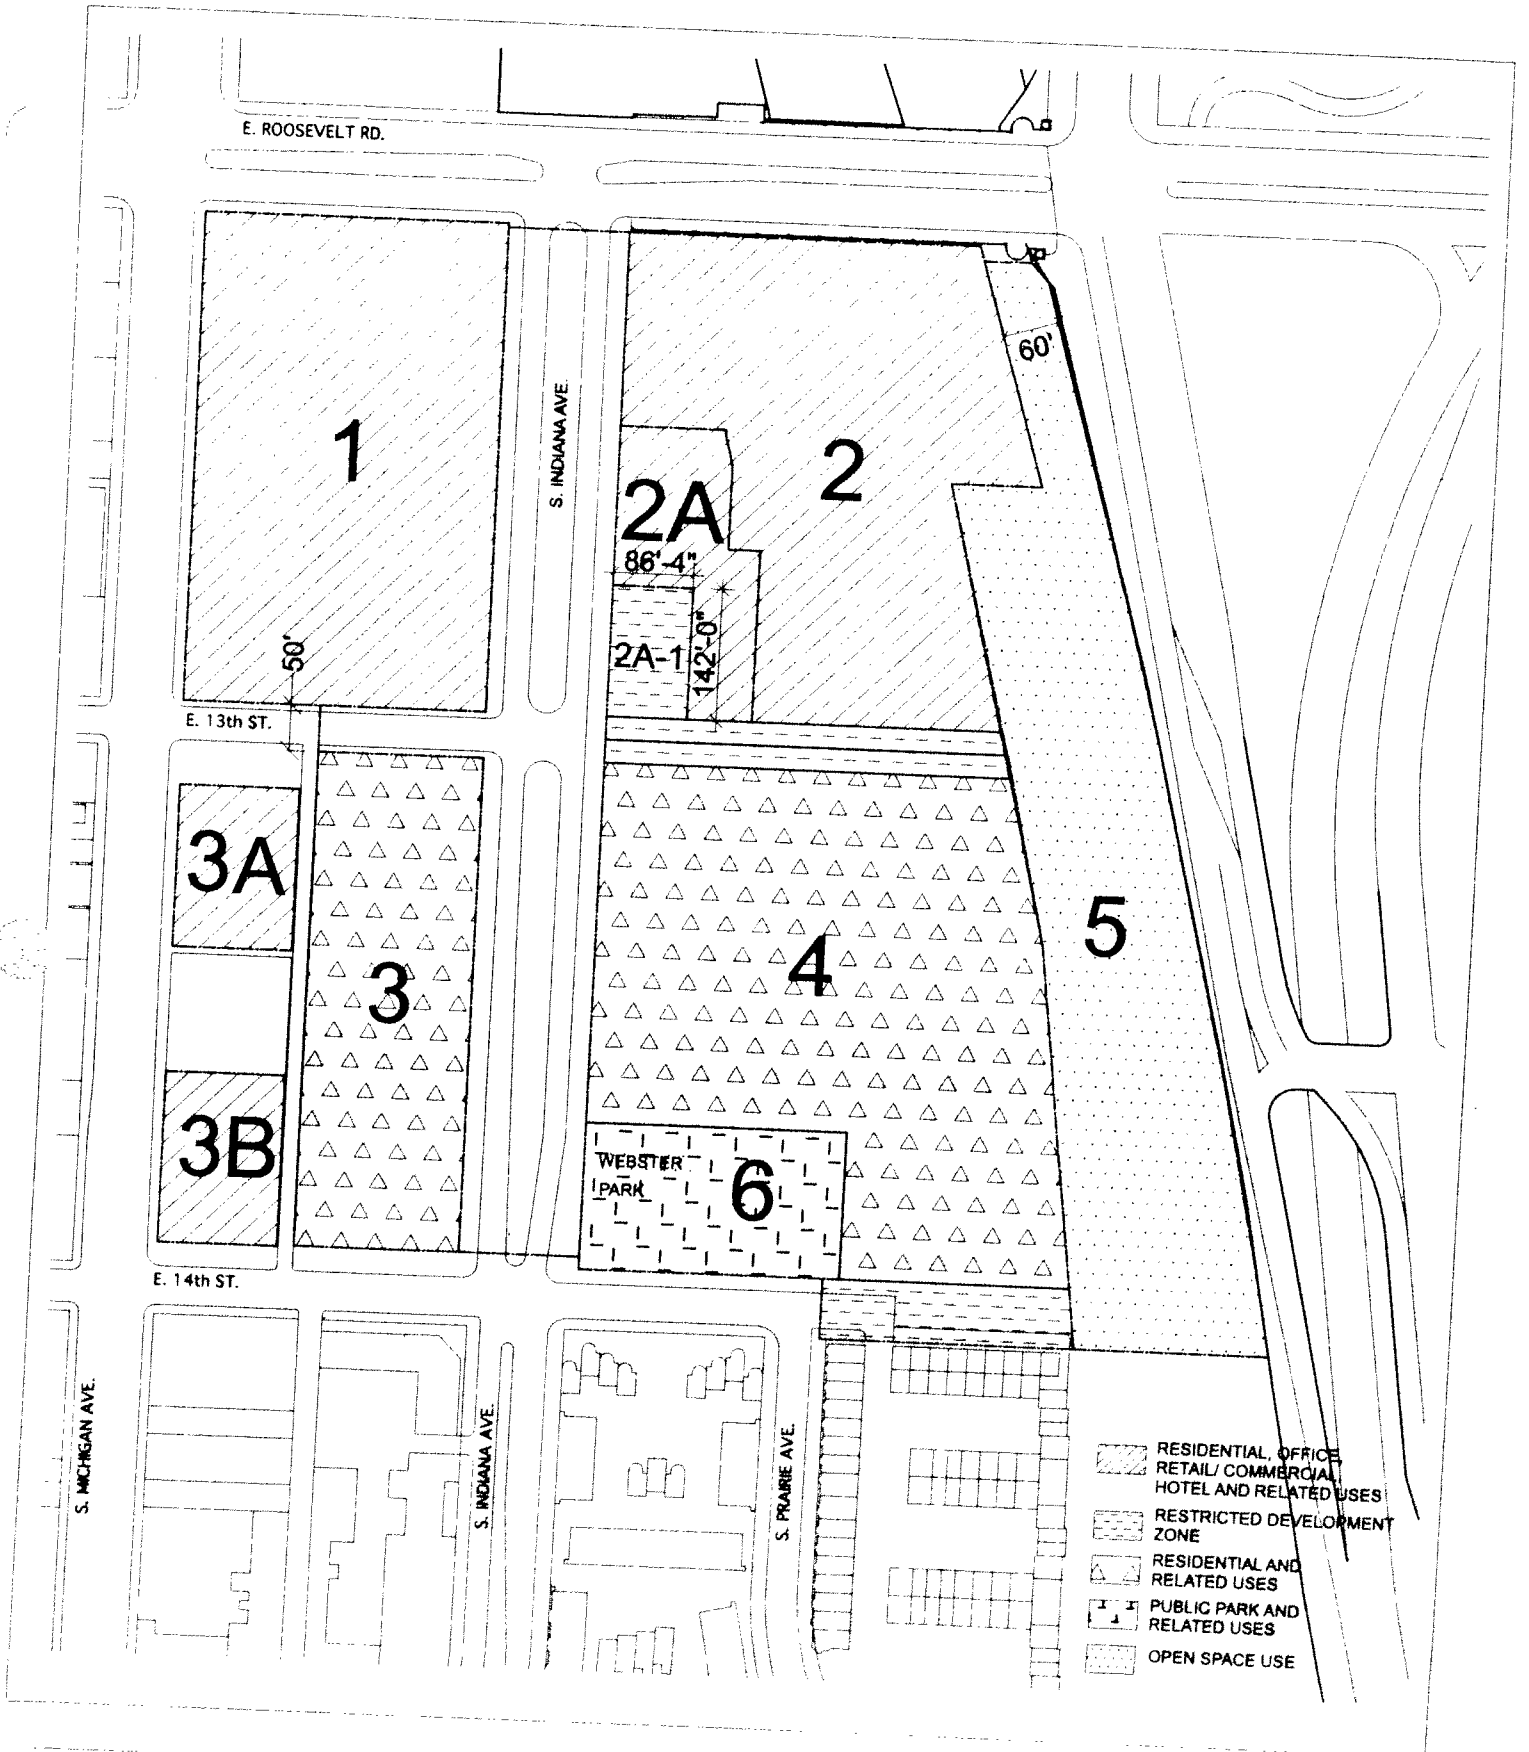 E. ROOSEVELT RD.
60'
1
S. INDIANA AVE.
2
2A
86'-4"
2A-1
142'-0"
50'
E. 13th ST.
3A
3
4
5
3B
WEBSTER
PARK
6
E. 14th ST.
S. MICHIGAN AVE.
S. INDIANA AVE.
S. PRAIRIE AVE.
RESIDENTIAL, OFFICE,
RETAIL/ COMMERCIAL,
HOTEL AND RELATED USES
RESTRICTED DEVELOPMENT
ZONE
RESIDENTIAL AND
RELATED USES
PUBLIC PARK AND
RELATED USES
OPEN SPACE USE